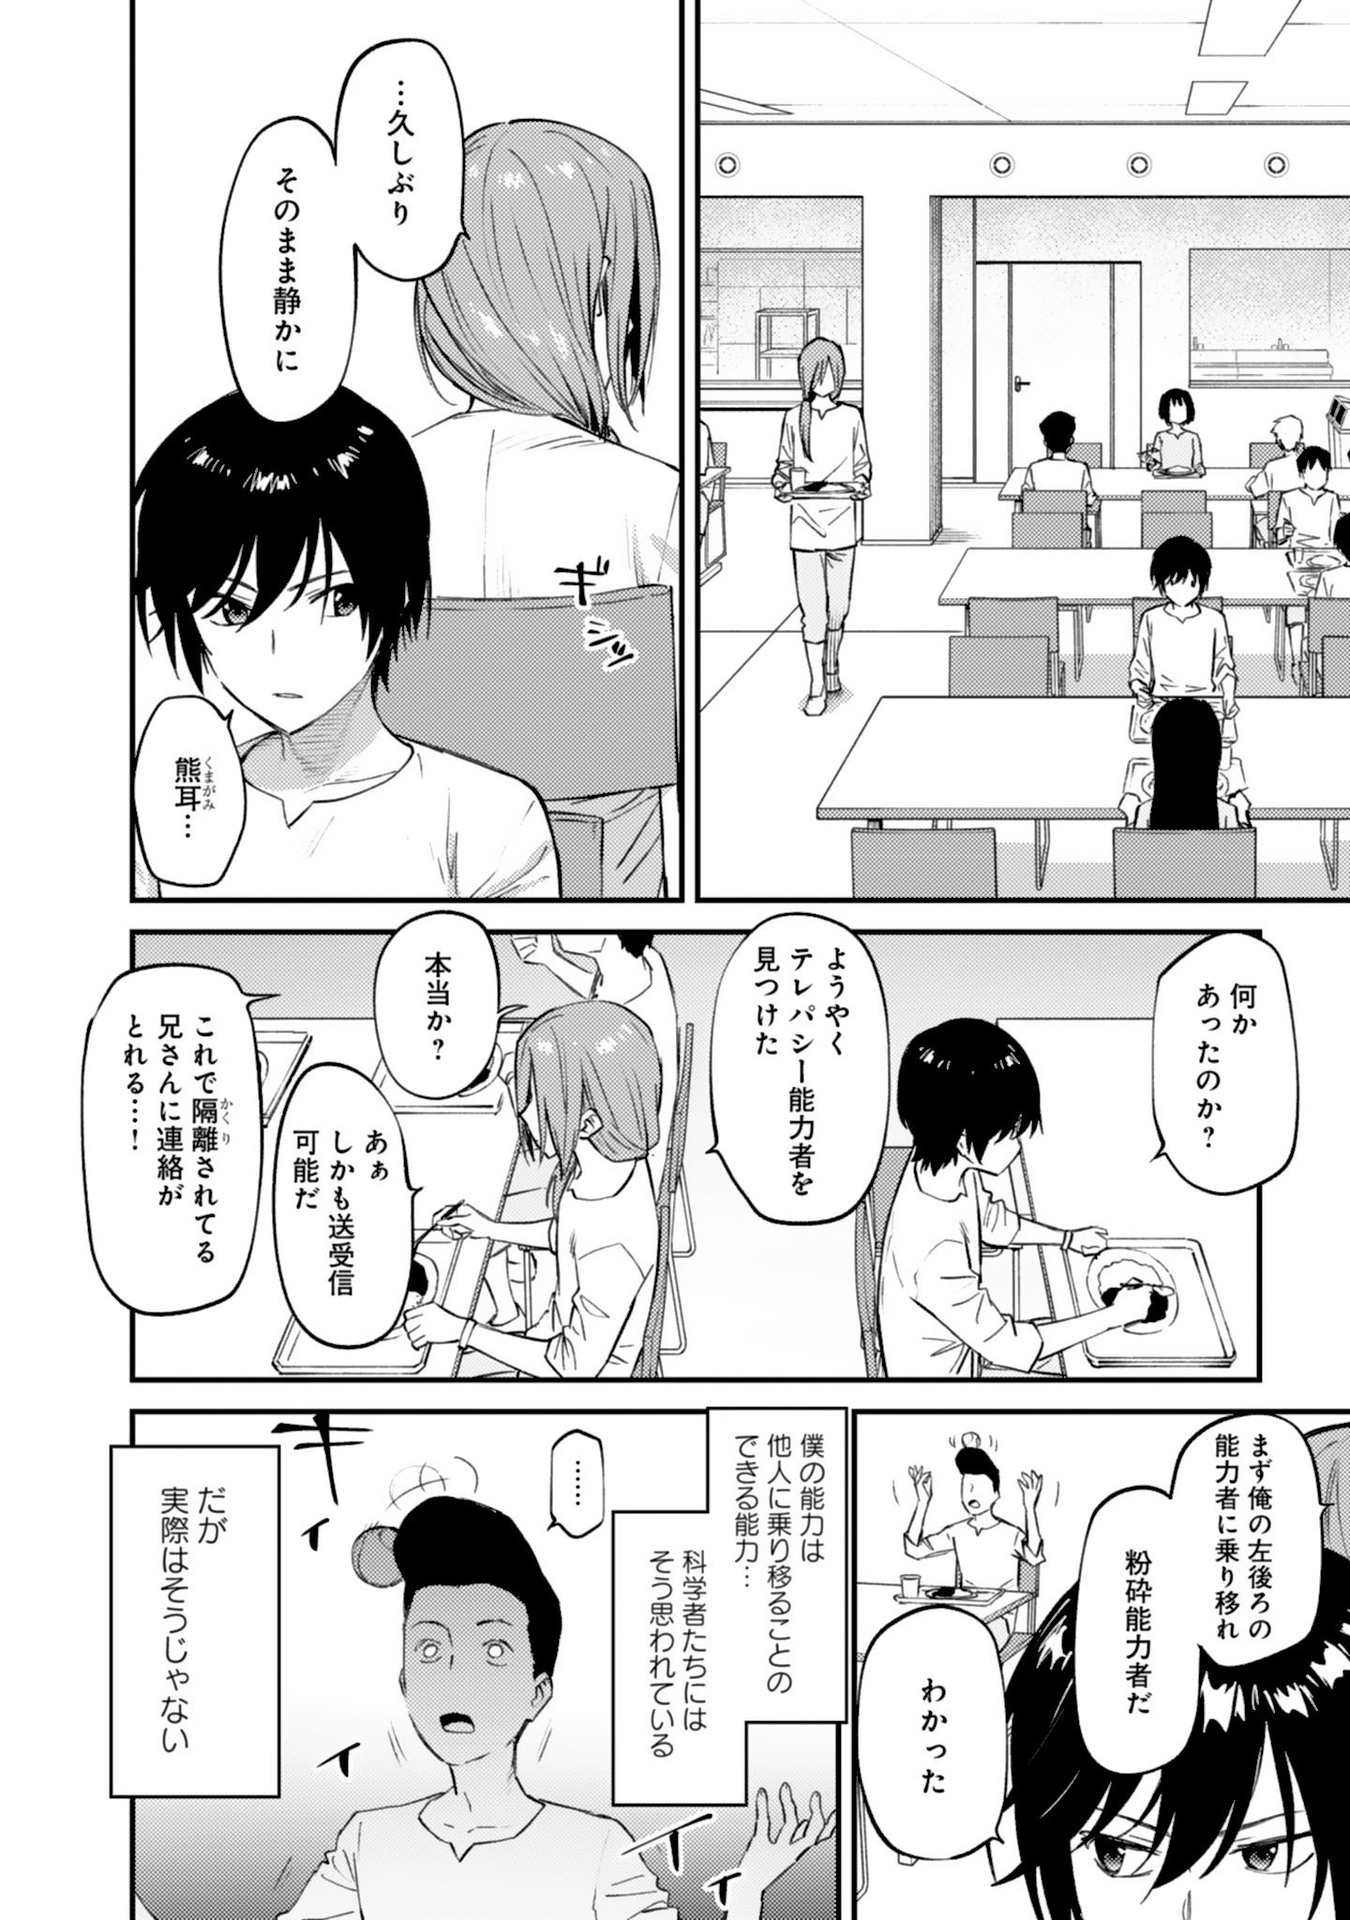 …久しぶり
そのまま静かに
ギ
シッ
熊耳…
くまがみ
何か
あったのか?
ようやく
テレパシー能力者を
見つけた
本当か?
あぁ
しかも送受信
可能だ
これで隔離されてる
かくり
兄さんに連絡が
とれる……!
まず俺の左後ろの
能力者に乗り移れ
粉砕能力者だ
わかった
僕の能力は
他人に乗り移ることの
できる能力…
科学者たちには
そう思われている
……
だが
実際はそうじゃない
キ
ィ
ィ
ィ
ィ